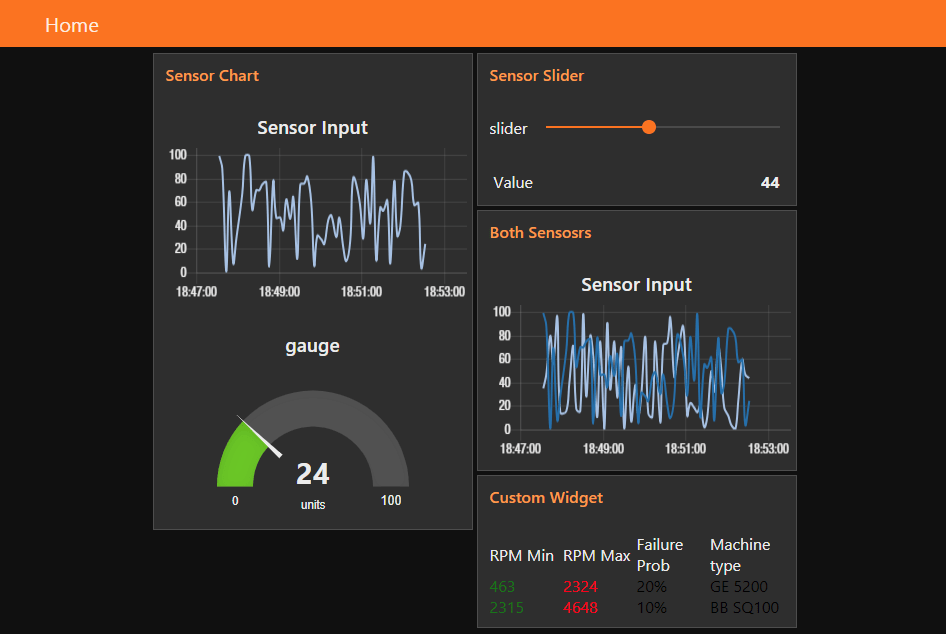 Home
Sensor Chart
Sensor Input
100
80
60
40
20
0
18:47:00 18:49:00 18:51:00 18:53:00
gauge
24
units
0 100
Sensor Slider
slider
Value 44
Both Sensosrs
Sensor Input
100
80
60
40
20
0
18:47:00 18:49:00 18:51:00 18:53:00
Custom Widget
RPM Min RPM Max Failure Prob Machine type
463 2324 20% GE 5200
2315 4648 10% BB SQ100